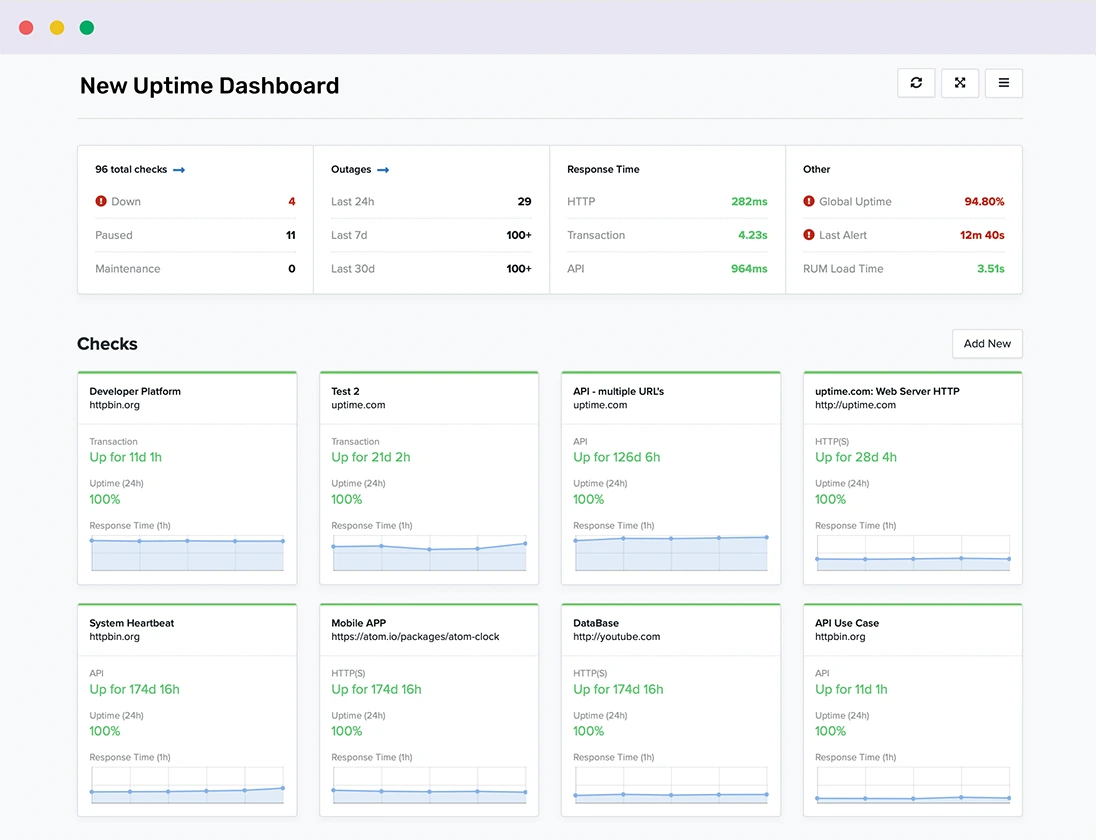 New Uptime Dashboard
96 total checks
Down 4
Paused 11
Maintenance 0
Outages
Last 24h 29
Last 7d 100+
Last 30d 100+
Response Time
HTTP 282ms
Transaction 4.23s
API 964ms
Other
Global Uptime 94.80%
Last Alert 12m 40s
RUM Load Time 3.51s
Checks
Add New
Developer Platform
httpbin.org
Transaction
Up for 11d 1h
Uptime (24h)
100%
Response Time (1h)
Test 2
uptime.com
Transaction
Up for 21d 2h
Uptime (24h)
100%
Response Time (1h)
API - multiple URL's
uptime.com
API
Up for 126d 6h
Uptime (24h)
100%
Response Time (1h)
uptime.com: Web Server HTTP
http://uptime.com
HTTP(S)
Up for 28d 4h
Uptime (24h)
100%
Response Time (1h)
System Heartbeat
httpbin.org
API
Up for 174d 16h
Uptime (24h)
100%
Response Time (1h)
Mobile APP
https://atom.io/packages/atom-clock
HTTP(S)
Up for 174d 16h
Uptime (24h)
100%
Response Time (1h)
DataBase
http://youtube.com
HTTP(S)
Up for 174d 16h
Uptime (24h)
100%
Response Time (1h)
API Use Case
httpbin.org
API
Up for 11d 1h
Uptime (24h)
100%
Response Time (1h)